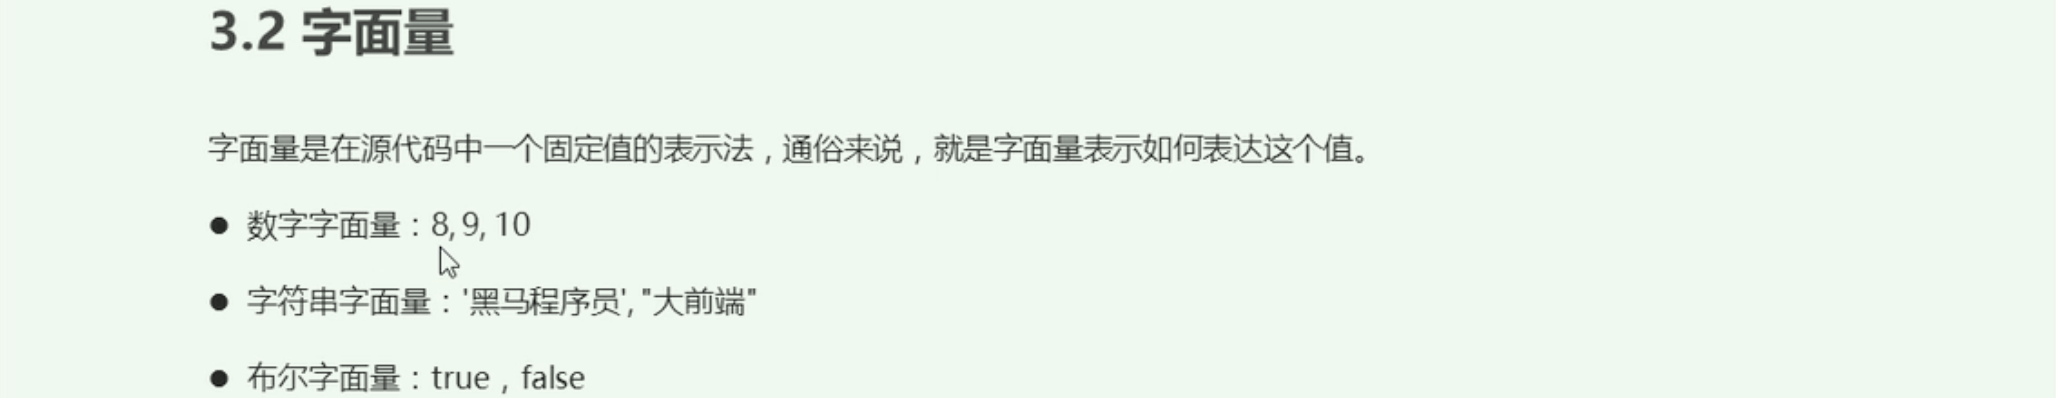 3.2 字面量
字面量是在源代码中一个固定值的表示法，通俗来说，就是字面量表示如何表达这个值。
● 数字字面量：8, 9, 10
● 字符串字面量：'黑马程序员', "大前端"
● 布尔字面量：true，false